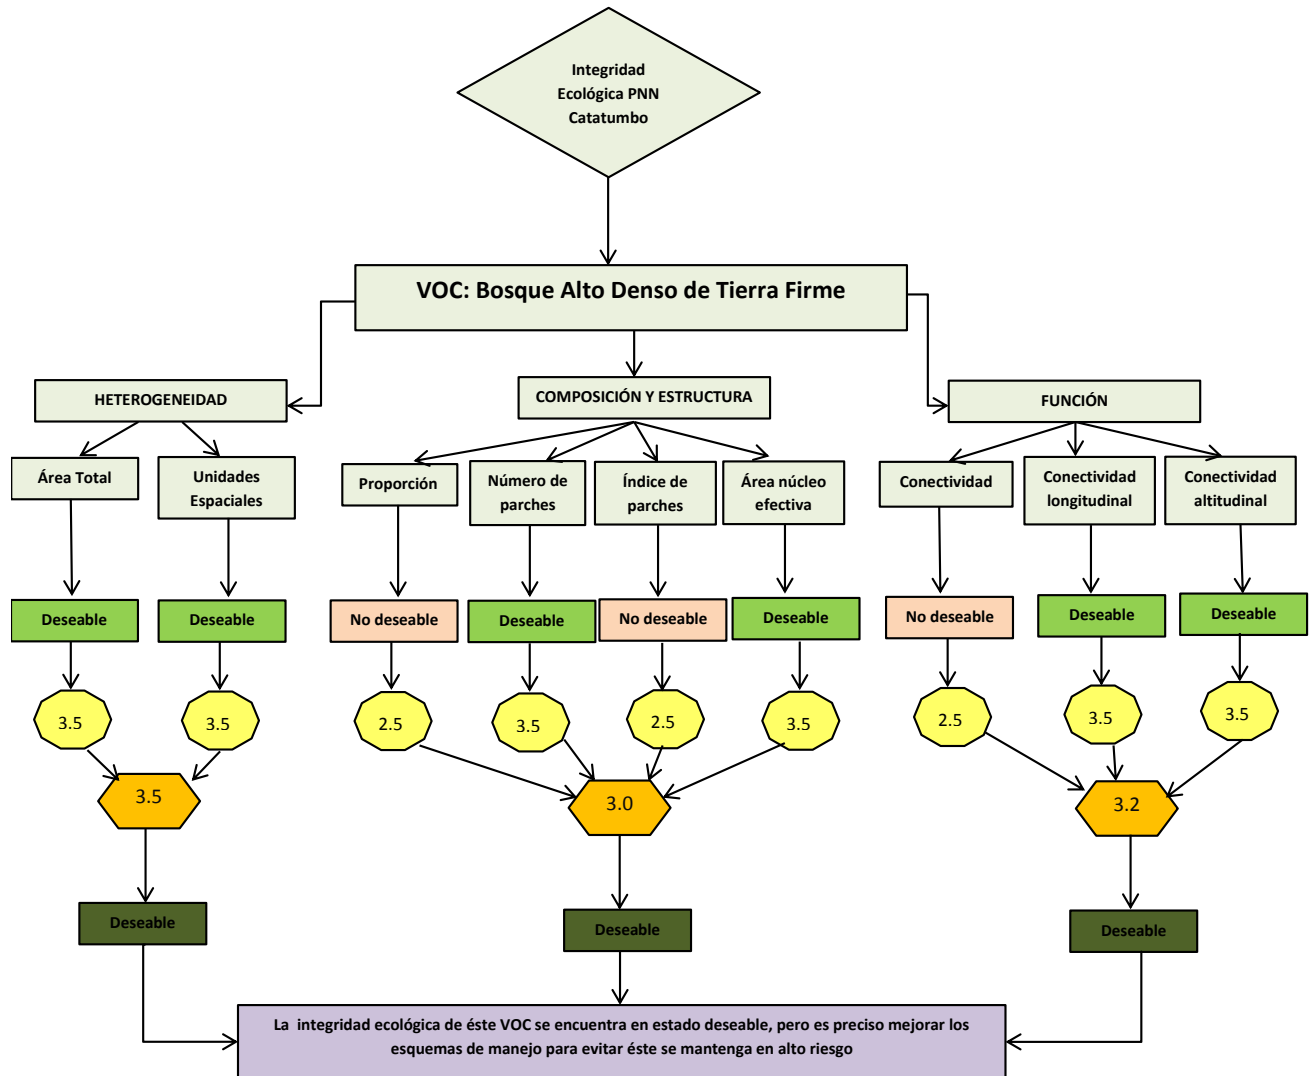 Integridad
Ecológica PNN
Catatumbo
VOC: Bosque Alto Denso de Tierra Firme
HETEROGENEIDAD
COMPOSICIÓN Y ESTRUCTURA
FUNCIÓN
Área Total
Unidades
Espaciales
Proporción
Número de
parches
Índice de
parches
Área núcleo
efectiva
Conectividad
Conectividad
longitudinal
Conectividad
altitudinal
Deseable
Deseable
No deseable
Deseable
No deseable
Deseable
No deseable
Deseable
Deseable
3.5
3.5
2.5
3.5
2.5
3.5
2.5
3.5
3.5
3.5
3.0
3.2
Deseable
Deseable
Deseable
La integridad ecológica de éste VOC se encuentra en estado deseable, pero es preciso mejorar los
esquemas de manejo para evitar éste se mantenga en alto riesgo